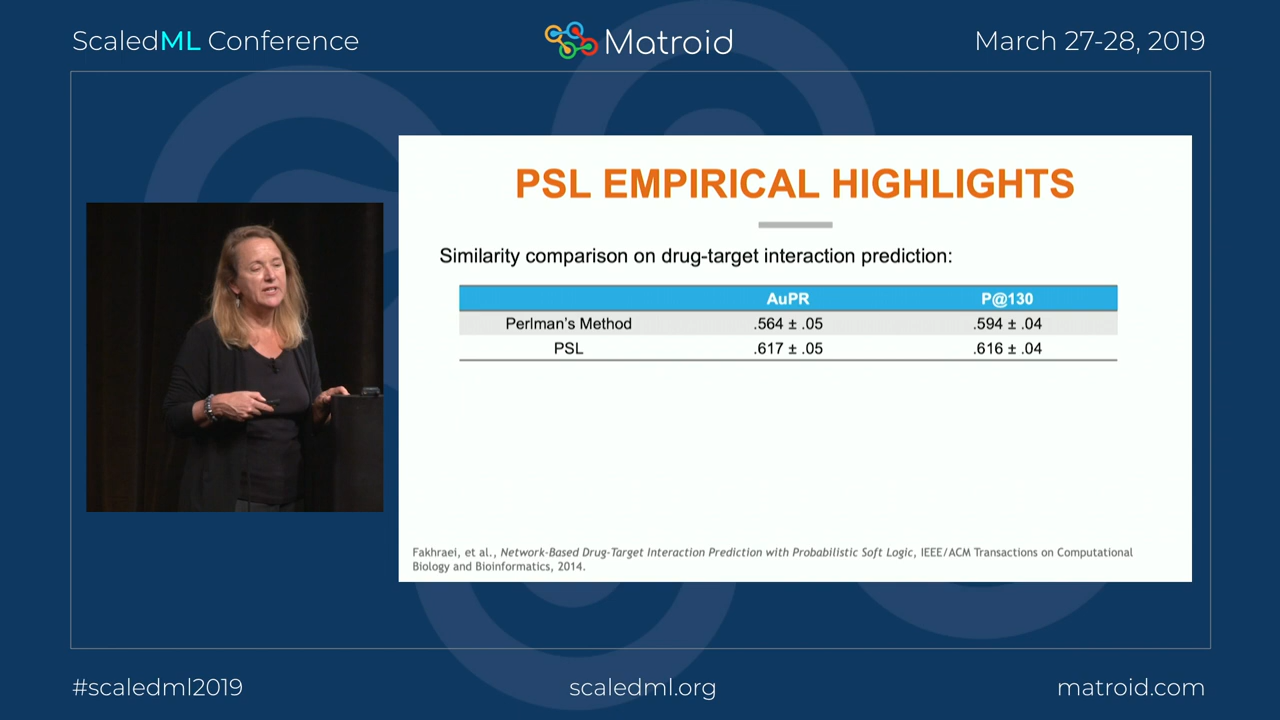 ScaledML Conference
Matroid
March 27-28, 2019
PSL EMPIRICAL HIGHLIGHTS
Similarity comparison on drug-target interaction prediction:
AuPR P@130
Perlman's Method .564 ± .05 .594 ± .04
PSL .617 ± .05 .616 ± .04
Fakhraei, et al., Network-Based Drug-Target Interaction Prediction with Probabilistic Soft Logic, IEEE/ACM Transactions on Computational
Biology and Bioinformatics, 2014.
#scaledml2019
scaledml.org
matroid.com